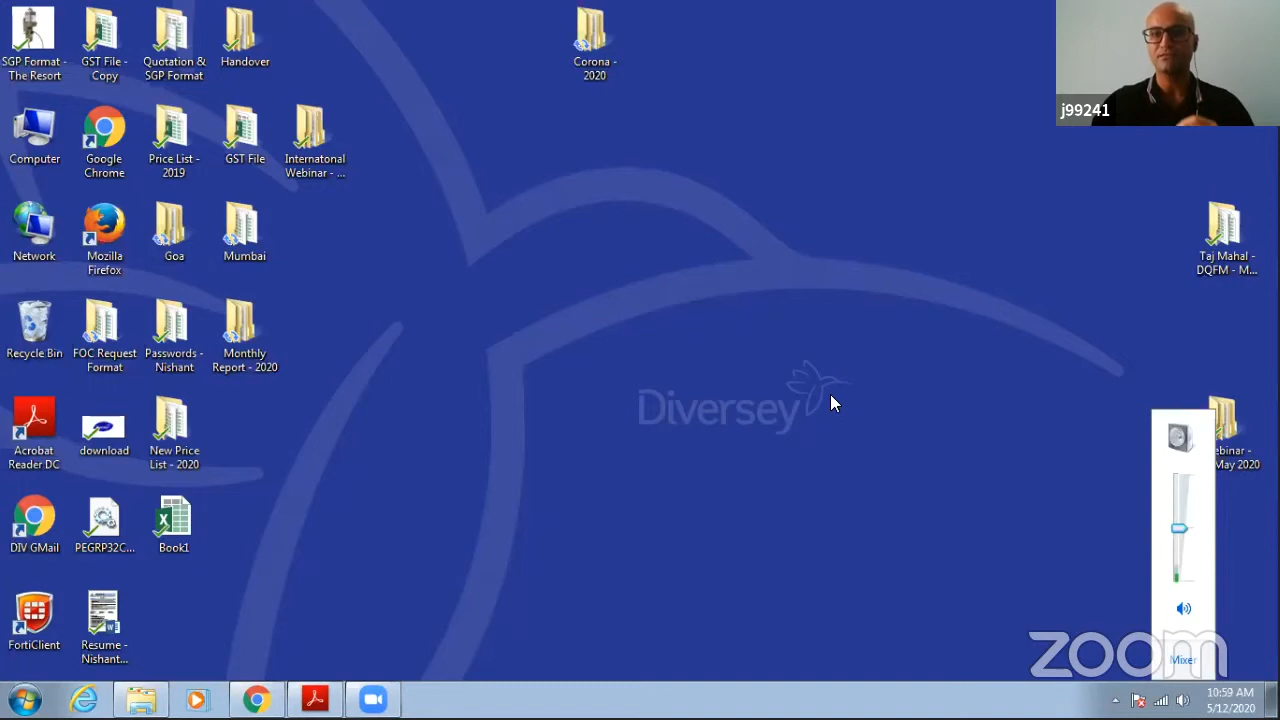 SGP Format -
The Resort
GST File -
Copy
Quotation &
SGP Format
Handover
Corona -
2020
j99241
Computer
Google
Chrome
Price List -
2019
GST File
Internatonal
Webinar - ...
Network
Mozilla
Firefox
Goa
Mumbai
Taj Mahal -
DQFM - M...
Recycle Bin
FOC Request
Format
Passwords -
Nishant
Monthly
Report - 2020
Diversey
Acrobat
Reader DC
download
New Price
List - 2020
ebinar -
May 2020
DIV GMail
PEGRP32C...
Book1
FortiClient
Resume -
Nishant...
Mixer
zoom
10:59 AM
5/12/2020